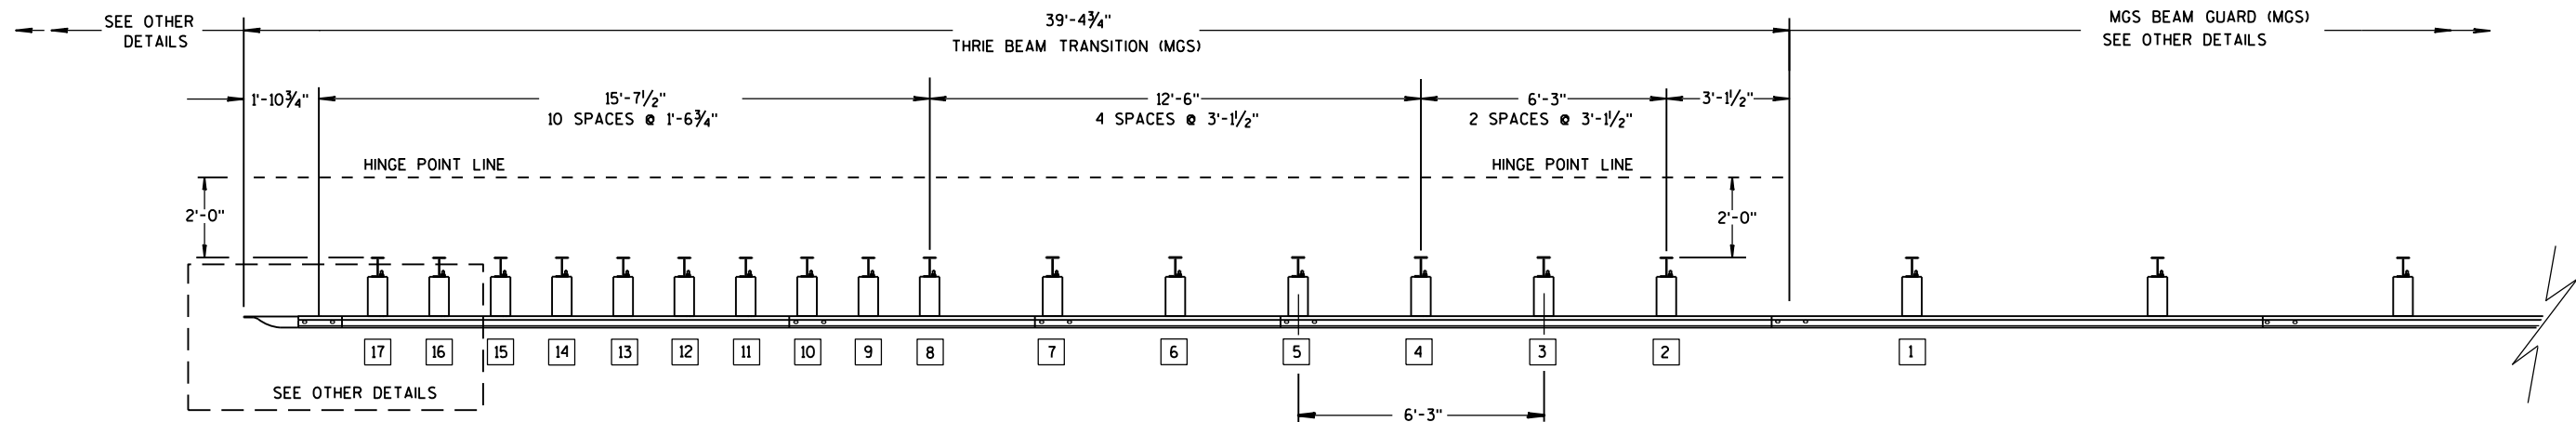 SEE OTHER
DETAILS
39'-4¾"
THRIE BEAM TRANSITION (MGS)
MGS BEAM GUARD (MGS)
SEE OTHER DETAILS
1'-10¾"
15'-7½"
10 SPACES @ 1'-6¾"
12'-6"
4 SPACES @ 3'-1½"
6'-3"
2 SPACES @ 3'-1½"
3'-1½"
HINGE POINT LINE
HINGE POINT LINE
2'-0"
2'-0"
17 16 15 14 13 12 11 10 9 8 7 6 5 4 3 2 1
SEE OTHER DETAILS
6'-3"